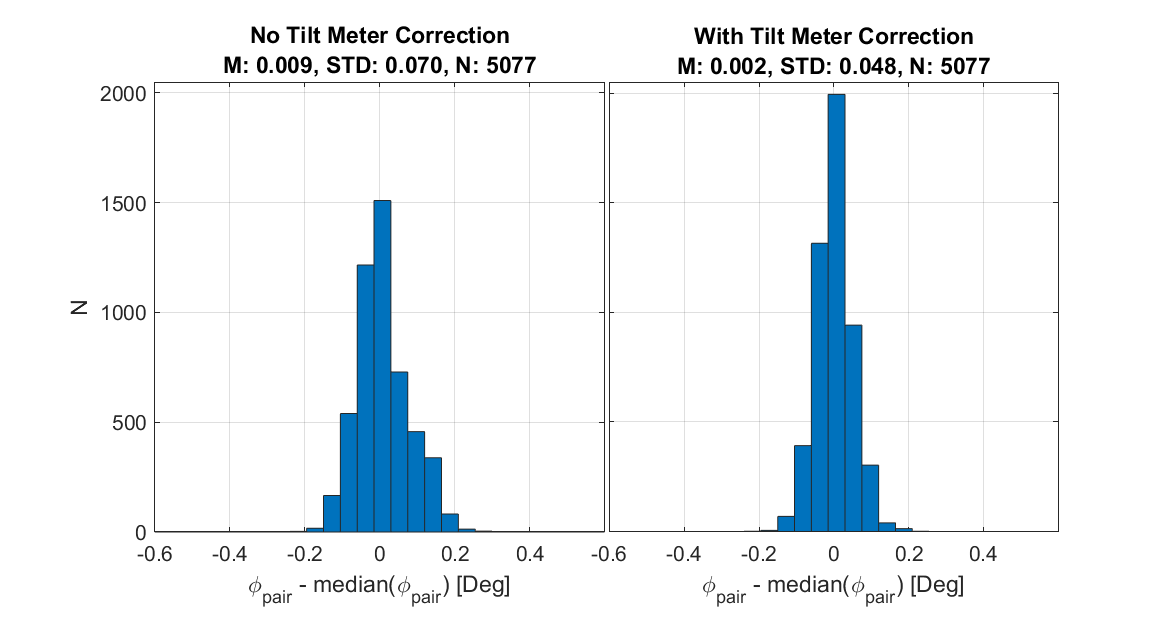 No Tilt Meter Correction
M: 0.009, STD: 0.070, N: 5077
With Tilt Meter Correction
M: 0.002, STD: 0.048, N: 5077
N
2000
1500
1000
500
0
-0.6 -0.4 -0.2 0 0.2 0.4
-0.6 -0.4 -0.2 0 0.2 0.4
ϕpair - median(ϕpair) [Deg]
ϕpair - median(ϕpair) [Deg]